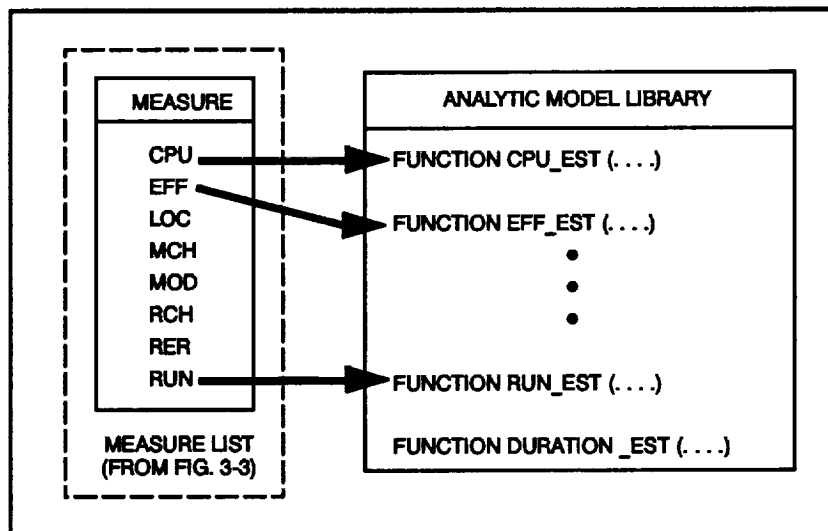 MEASURE
CPU
EFF
LOC
MCH
MOD
RCH
RER
RUN
MEASURE LIST
(FROM FIG. 3-3)
ANALYTIC MODEL LIBRARY
FUNCTION CPU_EST (. . . .)
FUNCTION EFF_EST (. . . .)
FUNCTION RUN_EST (. . . .)
FUNCTION DURATION _EST (. . . .)